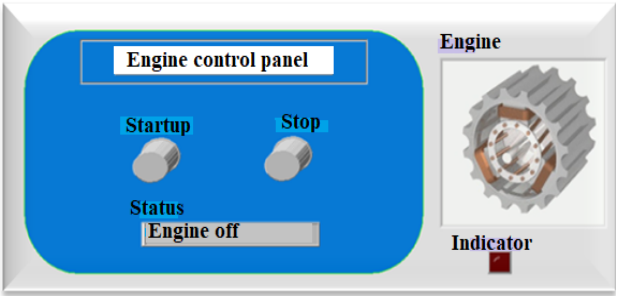 Engine control panel
Startup
Stop
Status
Engine off
Engine
Indicator